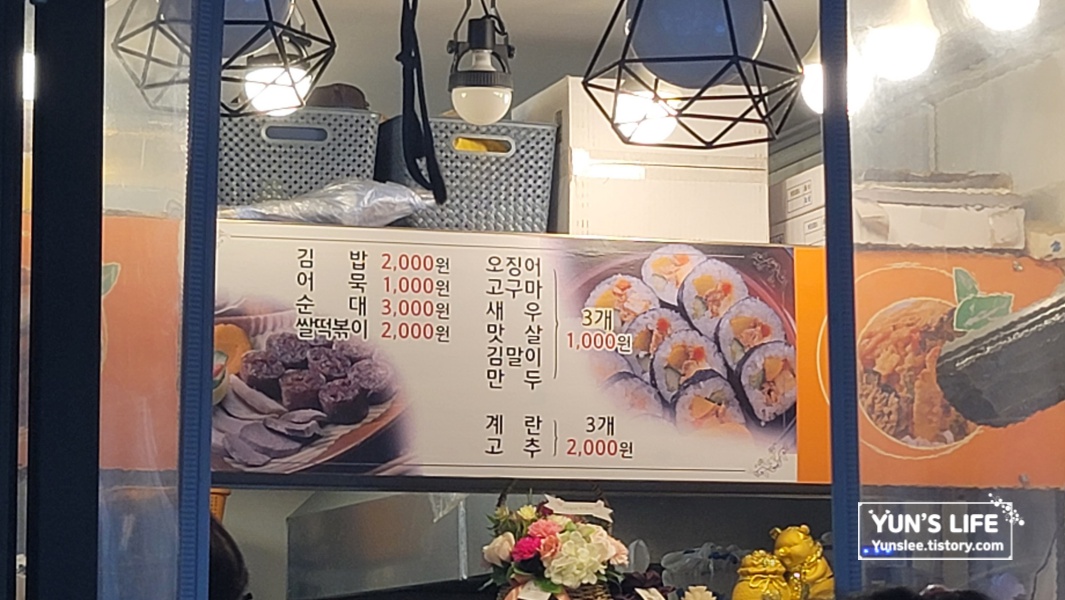 김 밥 2,000원
어 묵 1,000원
순 대 3,000원
쌀떡볶이 2,000원
오징어
고구마
새 우
맛 살
김말이
만 두
3개
1,000원
계 란
고 추
3개
2,000원
YUN'S LIFE
Yunslee.tistory.com